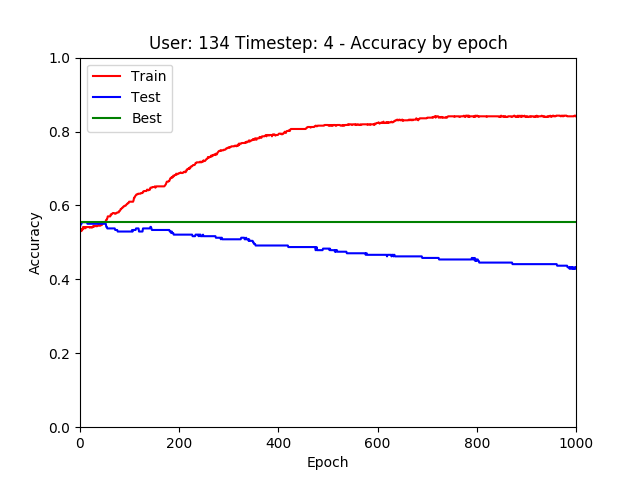 User: 134 Timestep: 4 - Accuracy by epoch
1.0
0.8
0.6
0.4
0.2
0.0
Accuracy
Train
Test
Best
0 200 400 600 800 1000
Epoch